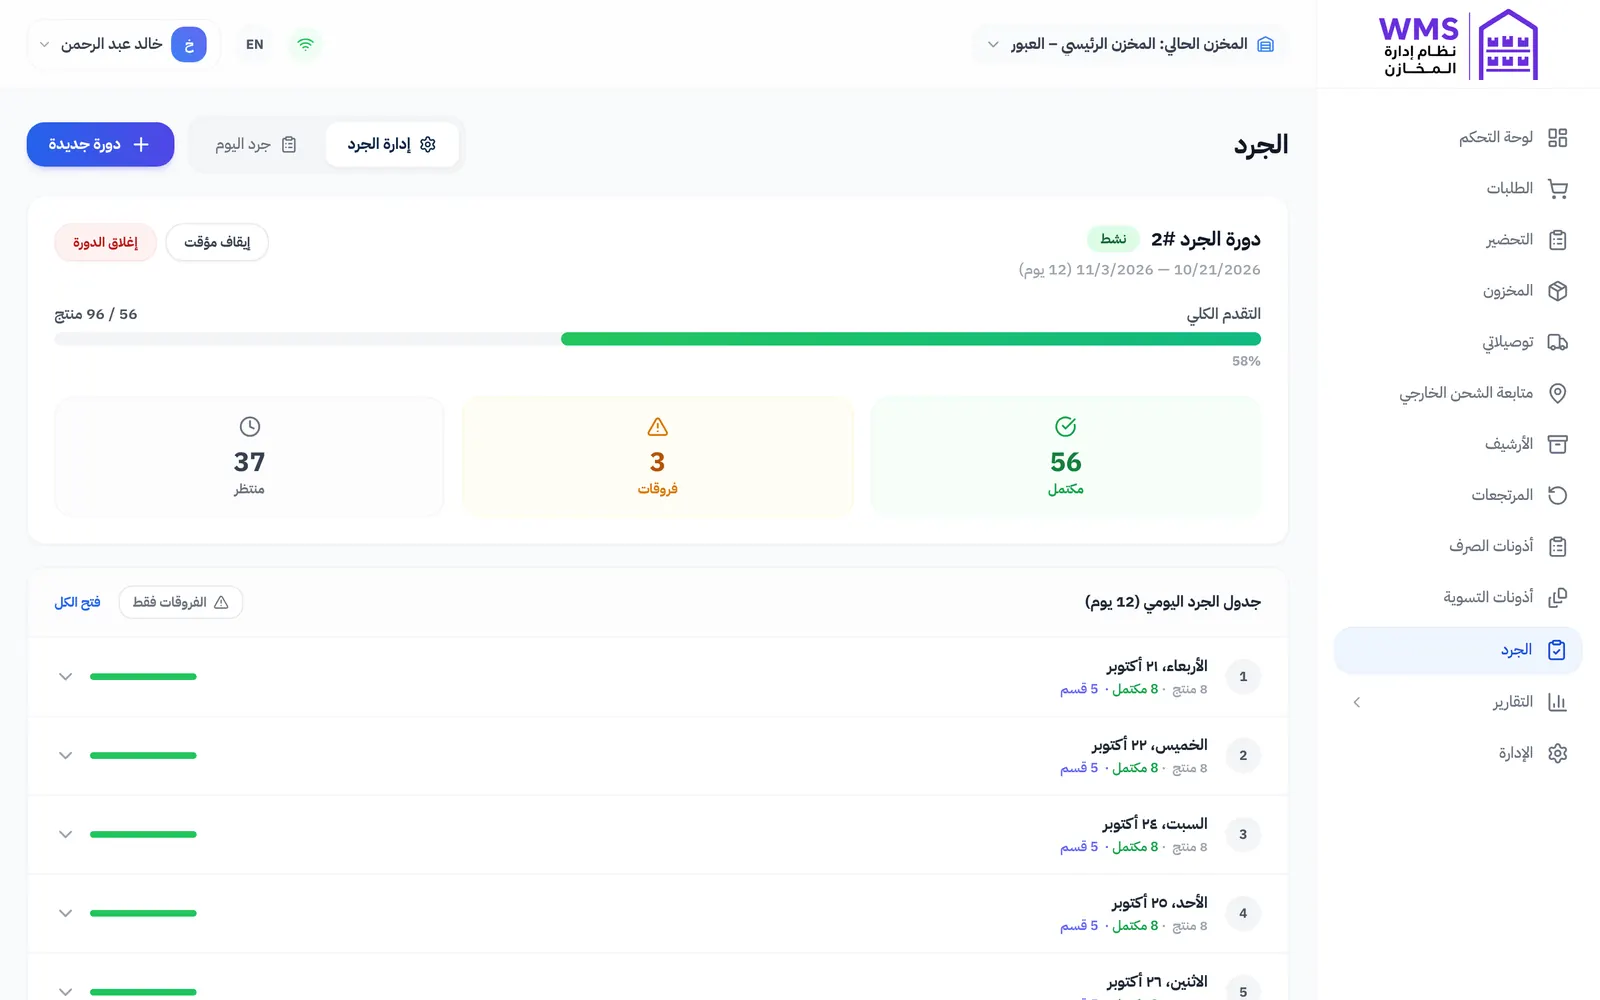 WMS
نظام إدارة
المخازن
المخزن الحالي: المخزن الرئيسي – العبور
EN
خ
خالد عبد الرحمن
لوحة التحكم
الطلبات
التحضير
المخزون
توصيلاتي
متابعة الشحن الخارجي
الأرشيف
المرتجعات
أذونات الصرف
أذونات التسوية
الجرد
التقارير
الإدارة
الجرد
إدارة الجرد
جرد اليوم
دورة جديدة
دورة الجرد #2
نشط
10/21/2026 — 11/3/2026 (12 يوم)
إيقاف مؤقت
إغلاق الدورة
التقدم الكلي
56 / 96 منتج
58%
56
مكتمل
3
فروقات
37
منتظر
جدول الجرد اليومي (12 يوم)
الفروقات فقط
فتح الكل
1
الأربعاء، ٢١ أكتوبر
8 منتج · 8 مكتمل · 5 قسم
2
الخميس، ٢٢ أكتوبر
8 منتج · 8 مكتمل · 5 قسم
3
السبت، ٢٤ أكتوبر
8 منتج · 8 مكتمل · 5 قسم
4
الأحد، ٢٥ أكتوبر
8 منتج · 8 مكتمل · 5 قسم
5
الاثنين، ٢٦ أكتوبر